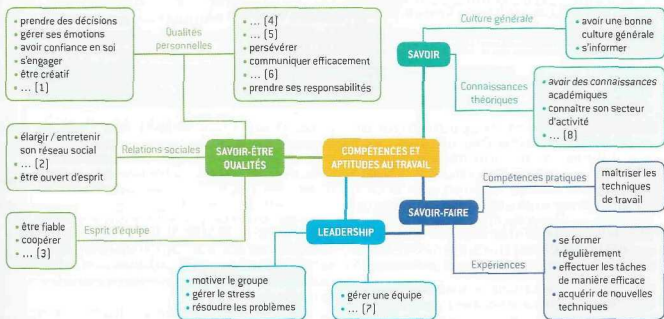 • prendre des décisions
• gérer ses émotions
• avoir confiance en soi
• s'engager
• être créatif
• ... (1)
Qualités
personnelles
• ... (4)
• ... (5)
• persévérer
• communiquer efficacement
• ... (6)
• prendre ses responsabilités
SAVOIR
Culture générale
• avoir une bonne
culture générale
• s'informer
Connaissances
théoriques
• avoir des connaissances
académiques
• connaître son secteur
d'activité
• ... (8)
• élargir / entretenir
son réseau social
• ... (2)
• être ouvert d'esprit
Relations sociales
SAVOIR-ÊTRE
QUALITÉS
COMPÉTENCES ET
APTITUDES AU TRAVAIL
Compétences pratiques
maîtriser les
techniques
de travail
SAVOIR-FAIRE
• être fiable
• coopérer
• ... (3)
Esprit d'équipe
LEADERSHIP
Expériences
• se former
régulièrement
• effectuer les tâches
de manière efficace
• acquérir de nouvelles
techniques
• motiver le groupe
• gérer le stress
• résoudre les problèmes
• gérer une équipe
• ... (7)